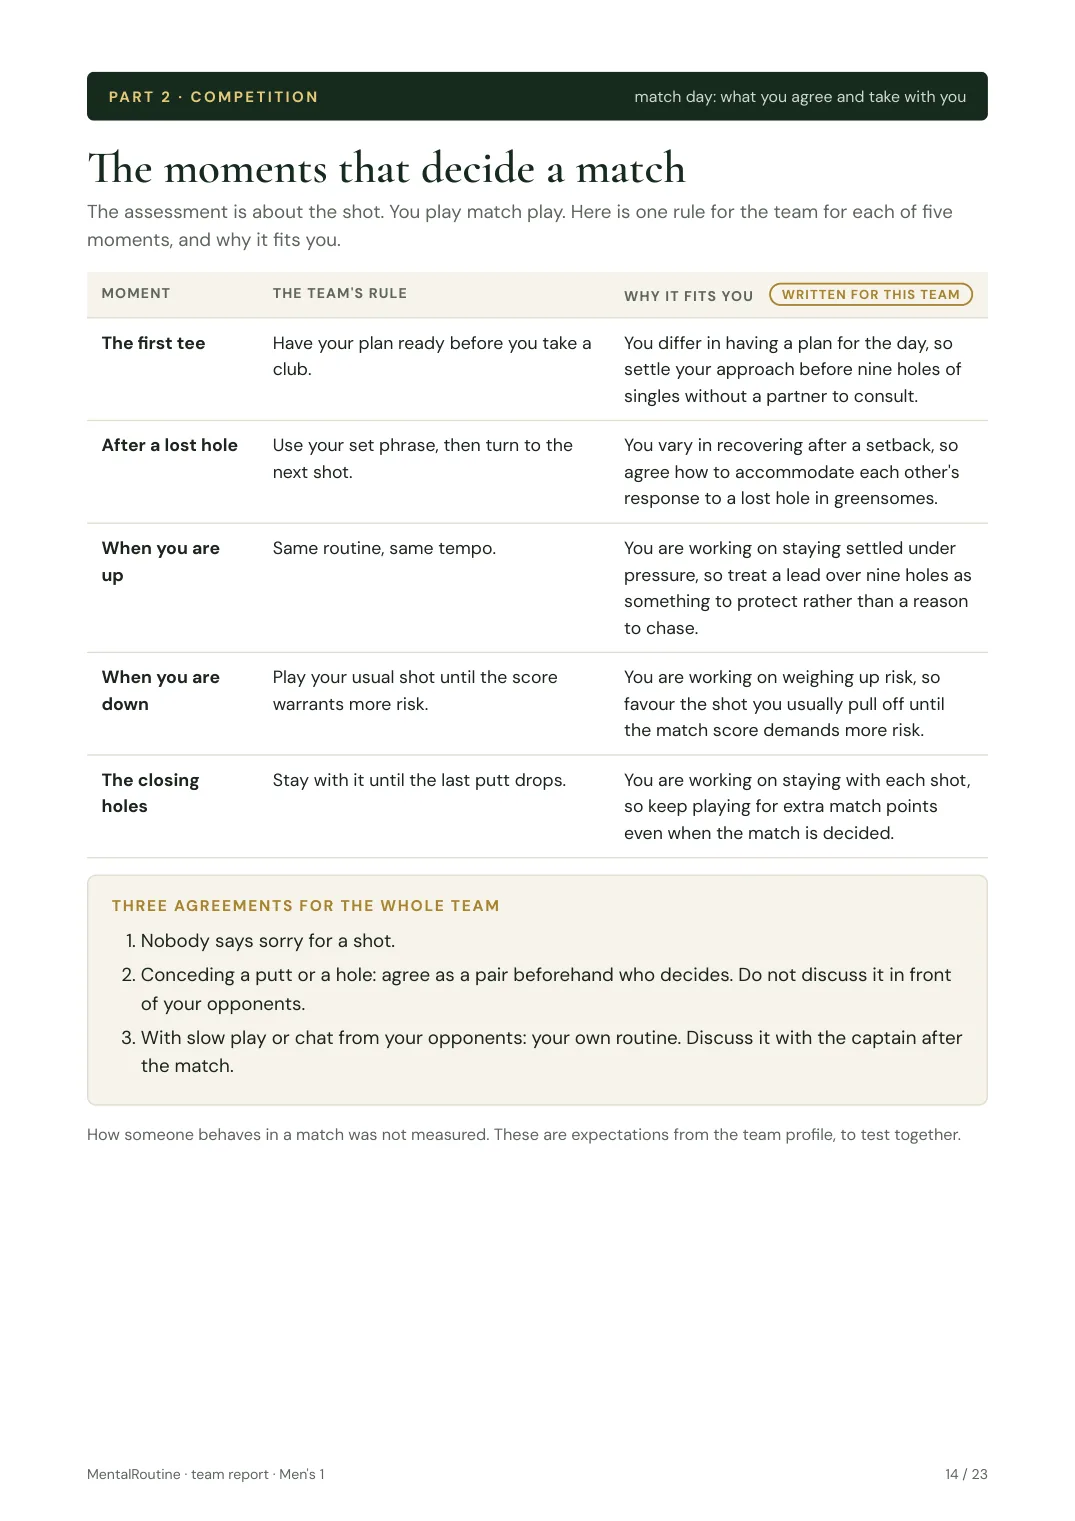 PART 2 · COMPETITION
match day: what you agree and take with you
The moments that decide a match
The assessment is about the shot. You play match play. Here is one rule for the team for each of five
moments, and why it fits you.
MOMENT
THE TEAM'S RULE
WHY IT FITS YOU
WRITTEN FOR THIS TEAM
The first tee
Have your plan ready before you take a
club.
You differ in having a plan for the day, so
settle your approach before nine holes of
singles without a partner to consult.
After a lost hole
Use your set phrase, then turn to the
next shot.
You vary in recovering after a setback, so
agree how to accommodate each other's
response to a lost hole in greensomes.
When you are
up
Same routine, same tempo.
You are working on staying settled under
pressure, so treat a lead over nine holes as
something to protect rather than a reason
to chase.
When you are
down
Play your usual shot until the score
warrants more risk.
You are working on weighing up risk, so
favour the shot you usually pull off until
the match score demands more risk.
The closing
holes
Stay with it until the last putt drops.
You are working on staying with each shot,
so keep playing for extra match points
even when the match is decided.
THREE AGREEMENTS FOR THE WHOLE TEAM
1. Nobody says sorry for a shot.
2. Conceding a putt or a hole: agree as a pair beforehand who decides. Do not discuss it in front
of your opponents.
3. With slow play or chat from your opponents: your own routine. Discuss it with the captain after
the match.
How someone behaves in a match was not measured. These are expectations from the team profile, to test together.
MentalRoutine · team report · Men's 1
14 / 23